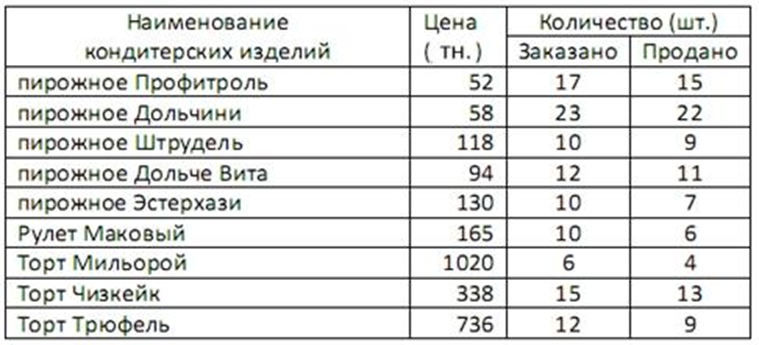 Наименование Цена Количество (шт.)
кондитерских изделий ( тн.) Заказано Продано
пирожное Профитроль 52 17 15
пирожное Дольчини 58 23 22
пирожное Штрудель 118 10 9
пирожное Дольче Вита 94 12 11
пирожное Эстерхази 130 10 7
Рулет Маковый 165 10 6
Торт Мильорой 1020 6 4
Торт Чизкейк 338 15 13
Торт Трюфель 736 12 9